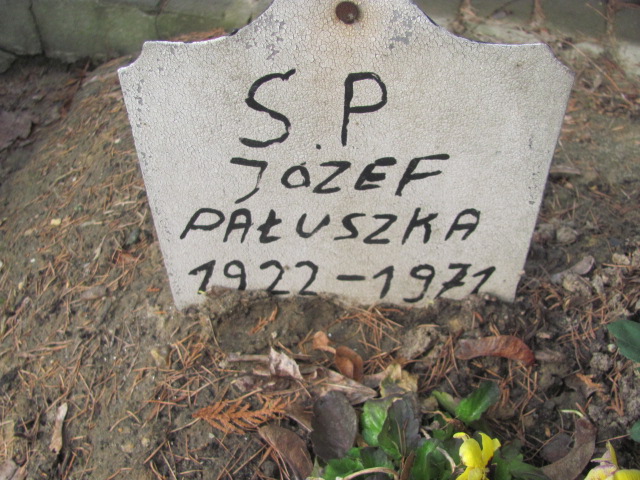 S.P
JÓZEF
PAŁUSZKA
1922-1971